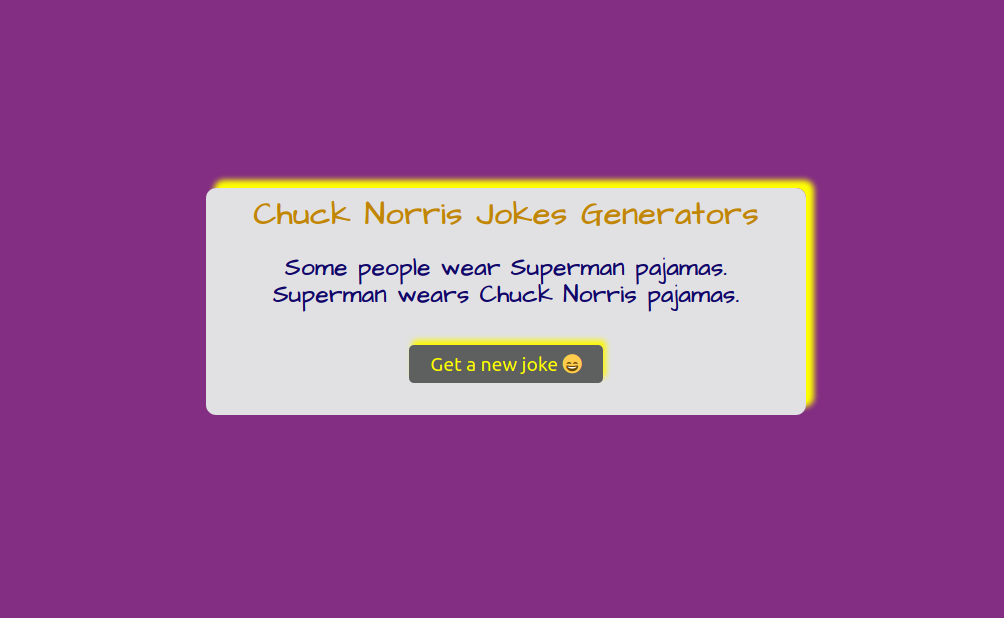 Chuck Norris Jokes Generators
Some people wear Superman pajamas.
Superman wears Chuck Norris pajamas.
Get a new joke 😄